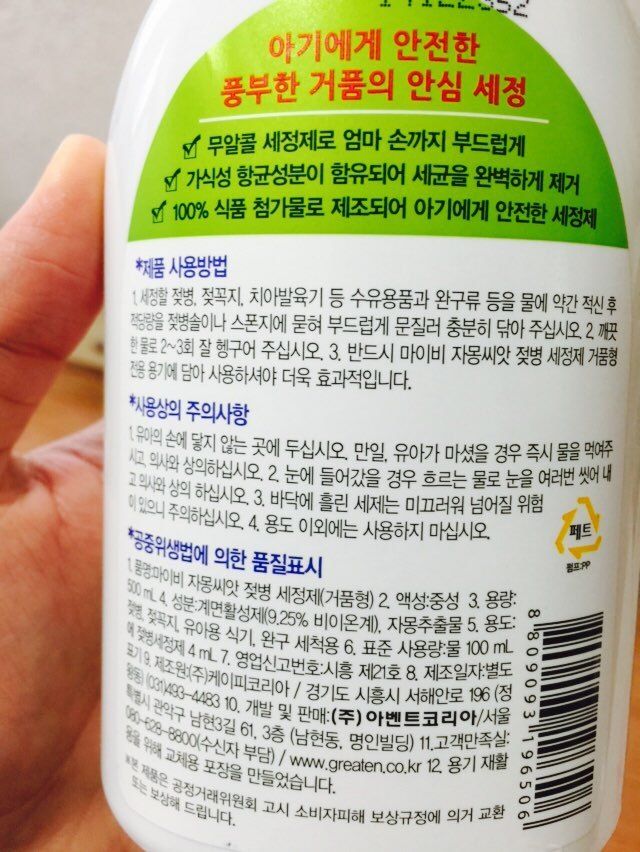 아기에게 안전한
풍부한 거품의 안심 세정
무알콜 세정제로 엄마 손까지 부드럽게
가식성 항균성분이 함유되어 세균을 완벽하게 제거
100% 식품 첨가물로 제조되어 아기에게 안전한 세정제
*제품 사용방법
1. 세정할 젖병, 젖꼭지, 치아발육기 등 수유용품과 완구류 등을 물에 약간 적신 후
적당량을 젖병솔이나 스폰지에 묻혀 부드럽게 문질러 충분히 닦아 주십시오. 2. 깨끗
한 물로 2~3회 잘 헹구어 주십시오. 3. 반드시 마이비 자몽씨앗 젖병 세정제 거품형
전용 용기에 담아 사용하셔야 더욱 효과적입니다.
*사용상의 주의사항
1. 유아의 손에 닿지 않는 곳에 두십시오. 만일, 유아가 마셨을 경우 즉시 물을 먹여주
시고, 의사와 상의하십시오. 2. 눈에 들어갔을 경우 흐르는 물로 눈을 여러번 씻어 내
고 의사와 상의 하십시오. 3. 바닥에 흘린 세제는 미끄러워 넘어질 위험
이 있으니 주의하십시오. 4. 용도 이외에는 사용하지 마십시오.
페트
펌프:PP
*공중위생법에 의한 품질표시
1. 품명:마이비 자몽씨앗 젖병 세정제(거품형) 2. 액성:중성 3. 용량:
500 mL 4. 성분:계면활성제(9.25% 비이온계), 자몽추출물 5. 용도:
젖병, 젖꼭지, 유아용 식기, 완구 세척용 6. 표준 사용량:물 100 mL
에 젖병세정제 4 mL 7. 영업신고번호:시흥 제21호 8. 제조일자:별도
표기 9. 제조원:(주)케이피코리아 / 경기도 시흥시 서해안로 196 (정
왕동) (031)493-4483 10. 개발 및 판매:(주) 아벤트코리아/서울
특별시 관악구 남현3길 61, 3층 (남현동, 명인빌딩) 11.고객만족실:
080-628-8800(수신자 부담) / www.greaten.co.kr 12. 용기 재활
용을 위해 교체용 포장을 만들었습니다.
*본 제품은 공정거래위원회 고시 소비자피해 보상규정에 의거 교환
또는 보상해 드립니다.
8 809093 196506